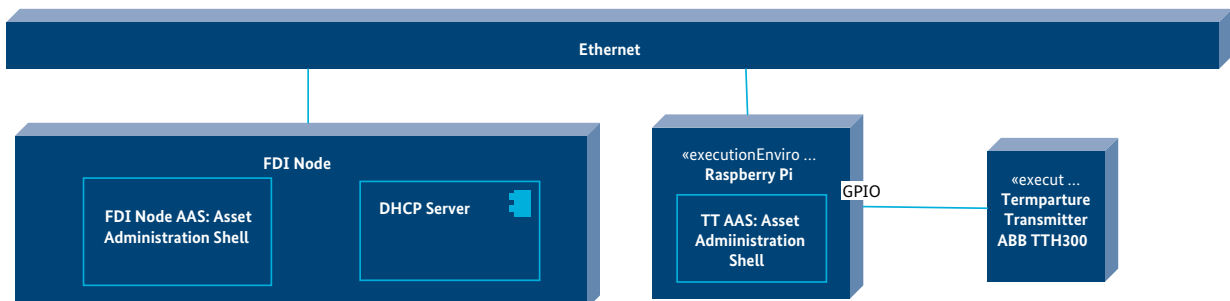 Ethernet
FDI Node
FDI Node AAS: Asset
Administration Shell
DHCP Server
«executionEnviro ...
Raspberry Pi
TT AAS: Asset
Admiinistration
Shell
GPIO
«execut ...
Termparture
Transmitter
ABB TTH300